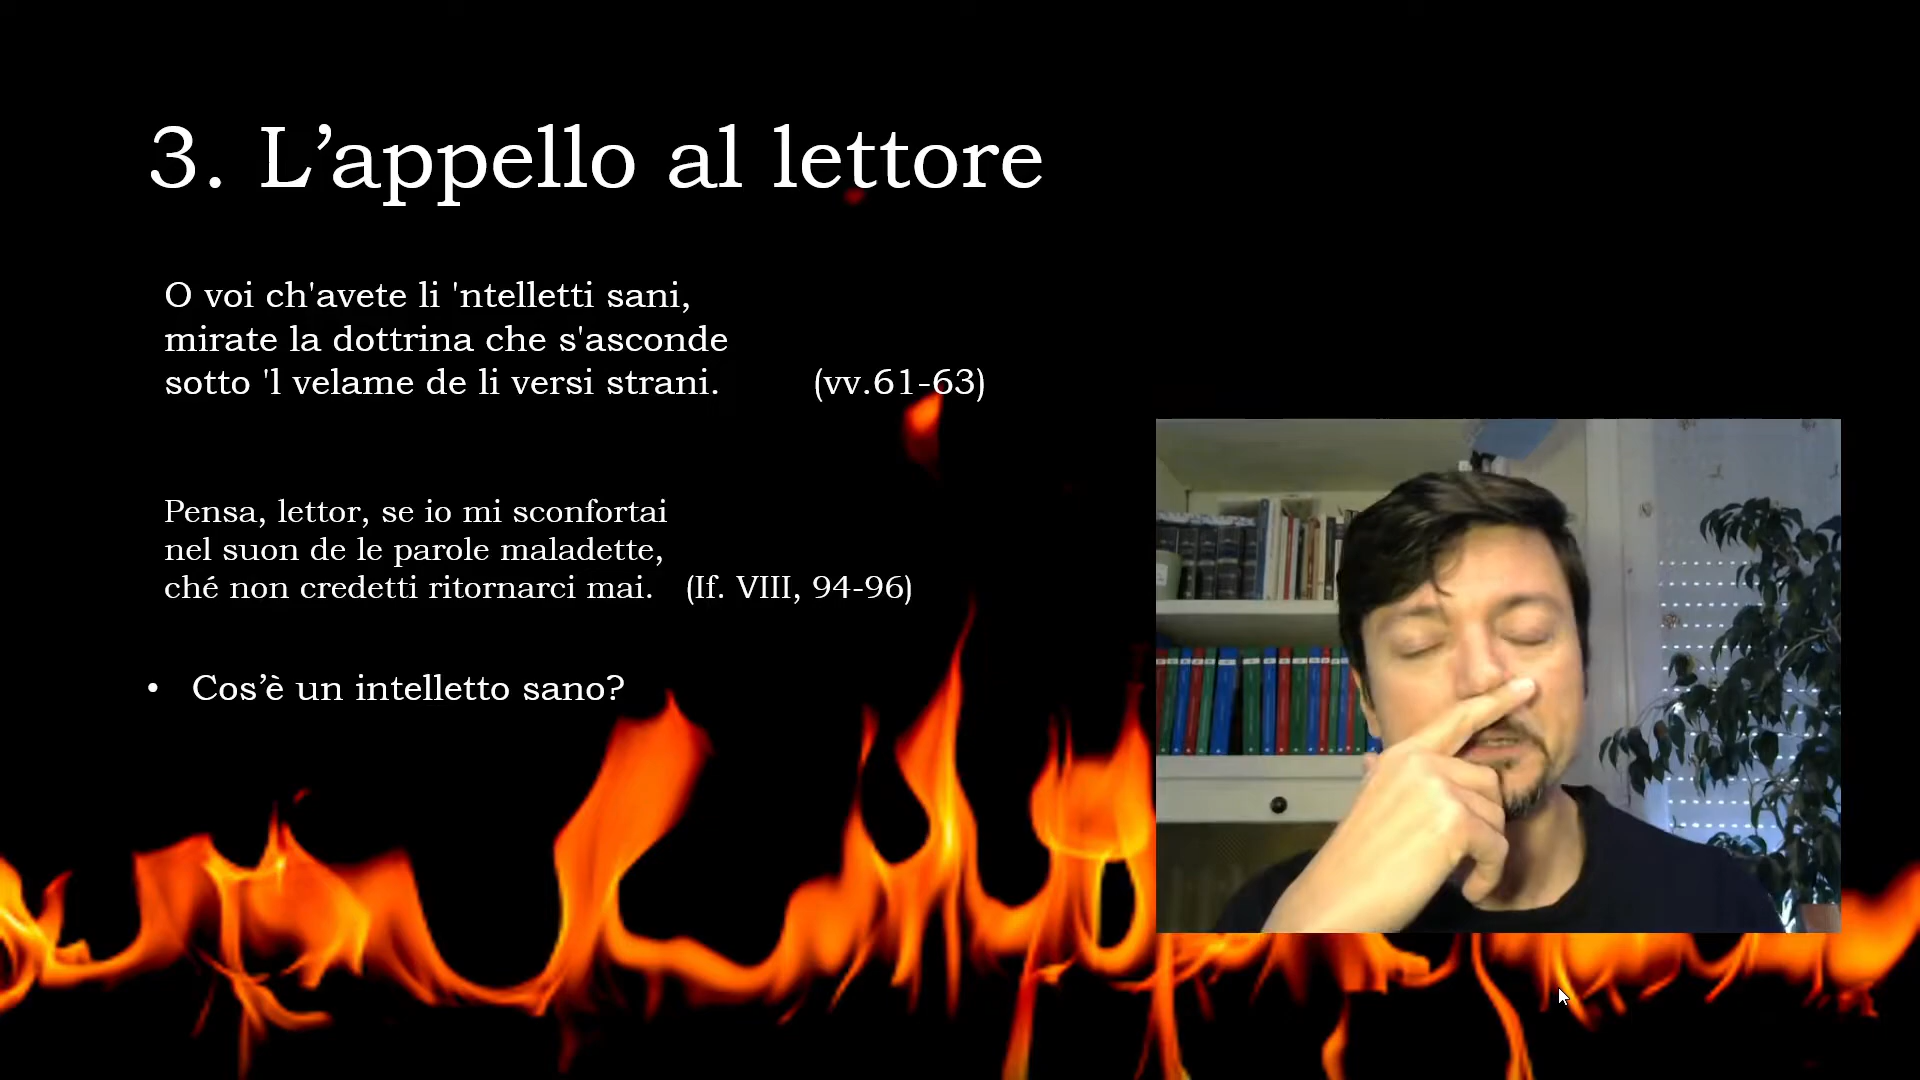 3. L’appello al lettore
O voi ch'avete li 'ntelletti sani,
mirate la dottrina che s'asconde
sotto 'l velame de li versi strani. (vv.61-63)
Pensa, lettor, se io mi sconfortai
nel suon de le parole maladette,
ché non credetti ritornarci mai. (If. VIII, 94-96)
• Cos’è un intelletto sano?